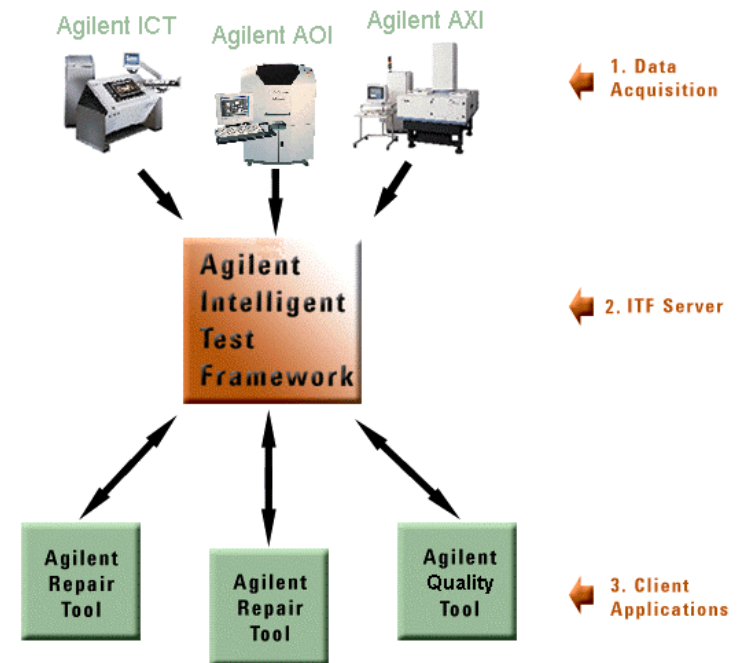 Agilent ICT
Agilent AOI
Agilent AXI
1. Data
Acquisition
Agilent
Intelligent
Test
Framework
2. ITF Server
Agilent
Repair
Tool
Agilent
Repair
Tool
Agilent
Quality
Tool
3. Client
Applications